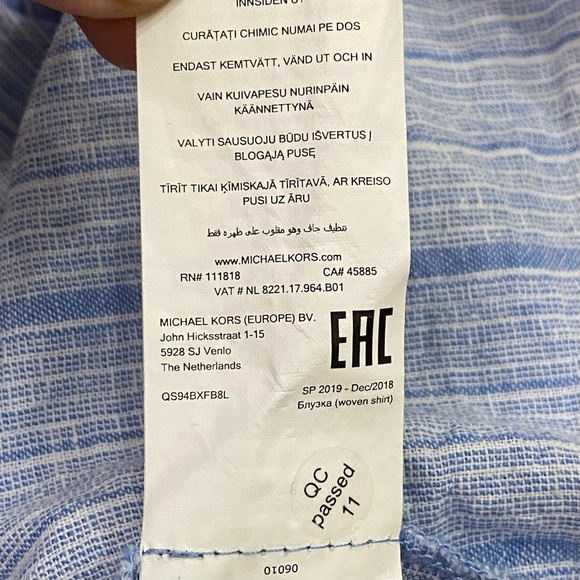 INNSIDEN UT
CURĂȚAȚI CHIMIC NUMAI PE DOS
ENDAST KEMTVÄTT, VÄND UT OCH IN
VAIN KUIVAPESU NURINPÄIN
KÄÄNNETTYNÄ
VALYTI SAUSUOJU BŪDU IŠVERTUS Į
BLOGĄJĄ PUSĘ
TĪRĪT TIKAI ĶĪMISKAJĀ TĪRĪTAVĀ, AR KREISO
PUSI UZ ĀRU
تنظيف جاف وهو مقلوب على ظهره فقط
www.MICHAELKORS.com
RN# 111818 CA# 45885
VAT # NL 8221.17.964.B01
MICHAEL KORS (EUROPE) BV.
John Hicksstraat 1-15
5928 SJ Venlo
The Netherlands
EAC
QS94BXFB8L
SP 2019 - Dec/2018
Блузка (woven shirt)
QC
passed
11
06010